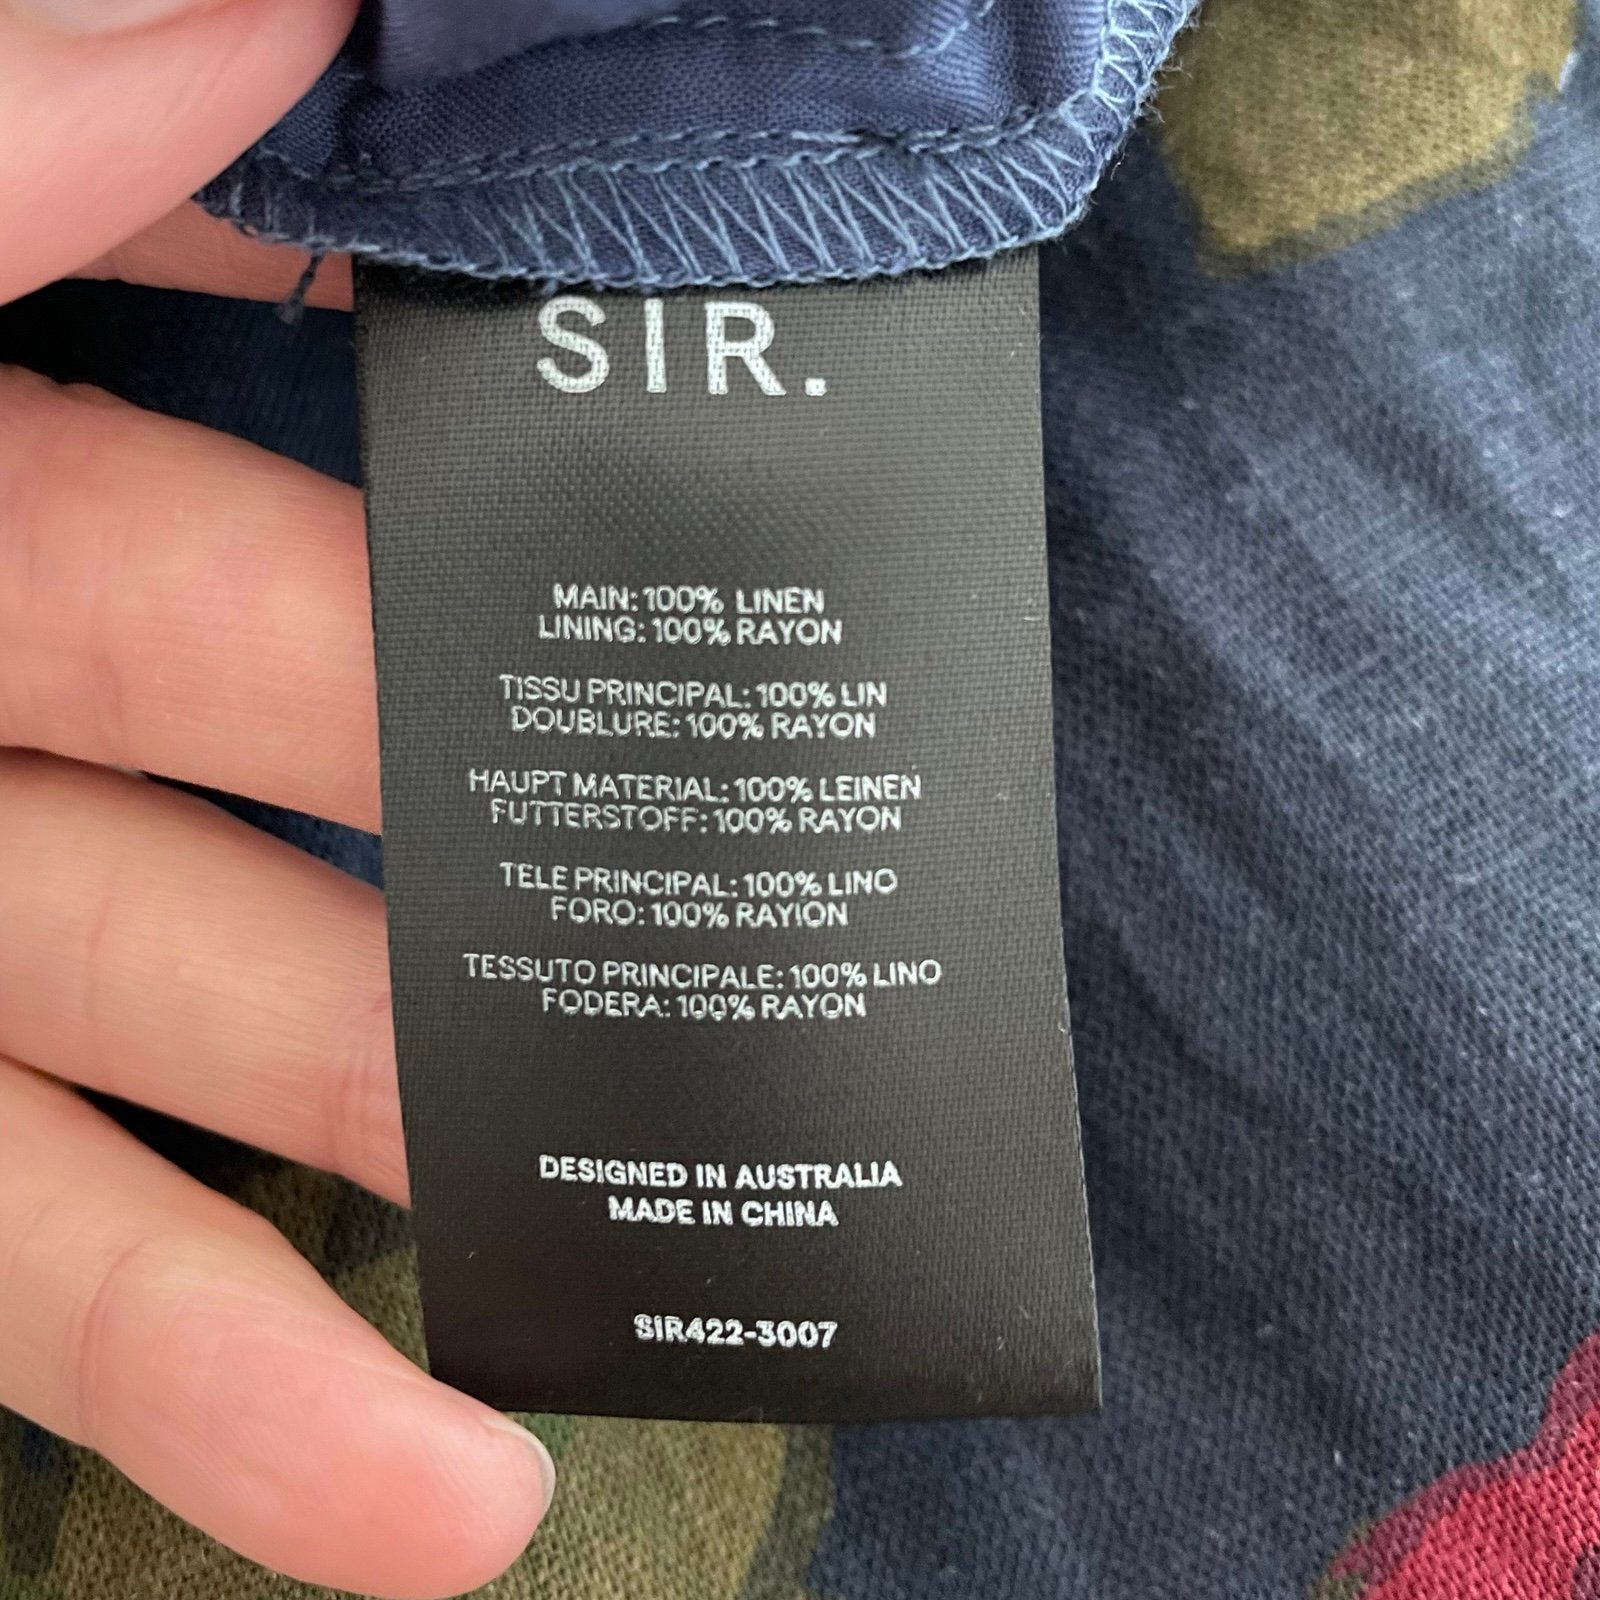 SIR.
MAIN: 100% LINEN
LINING: 100% RAYON
TISSU PRINCIPAL: 100% LIN
DOUBLURE: 100% RAYON
HAUPT MATERIAL: 100% LEINEN
FUTTERSTOFF: 100% RAYON
TELE PRINCIPAL: 100% LINO
FORO: 100% RAYION
TESSUTO PRINCIPALE: 100% LINO
FODERA: 100% RAYON
DESIGNED IN AUSTRALIA
MADE IN CHINA
SIR422-3007